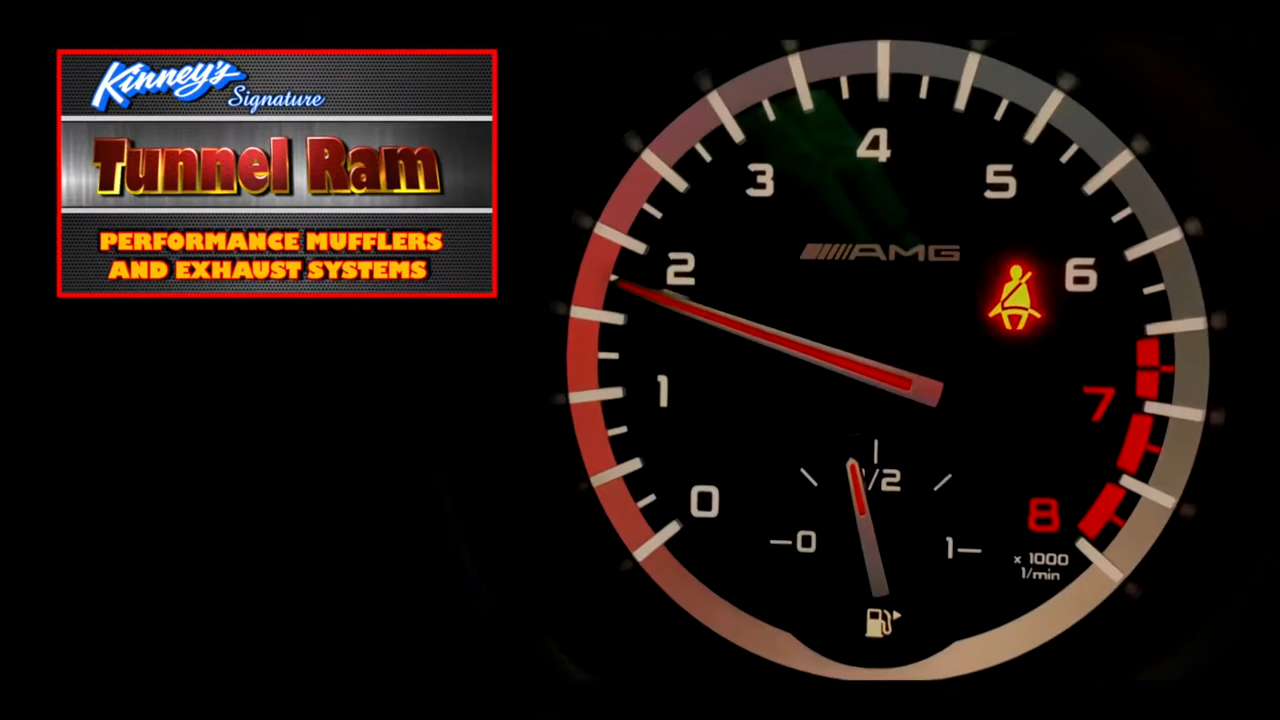 Kinney's
Signature
Tunnel Ram
PERFORMANCE MUFFLERS
AND EXHAUST SYSTEMS
4
3
5
AMG
2
6
1
7
1/2
0
8
0
1
x 1000
1/min